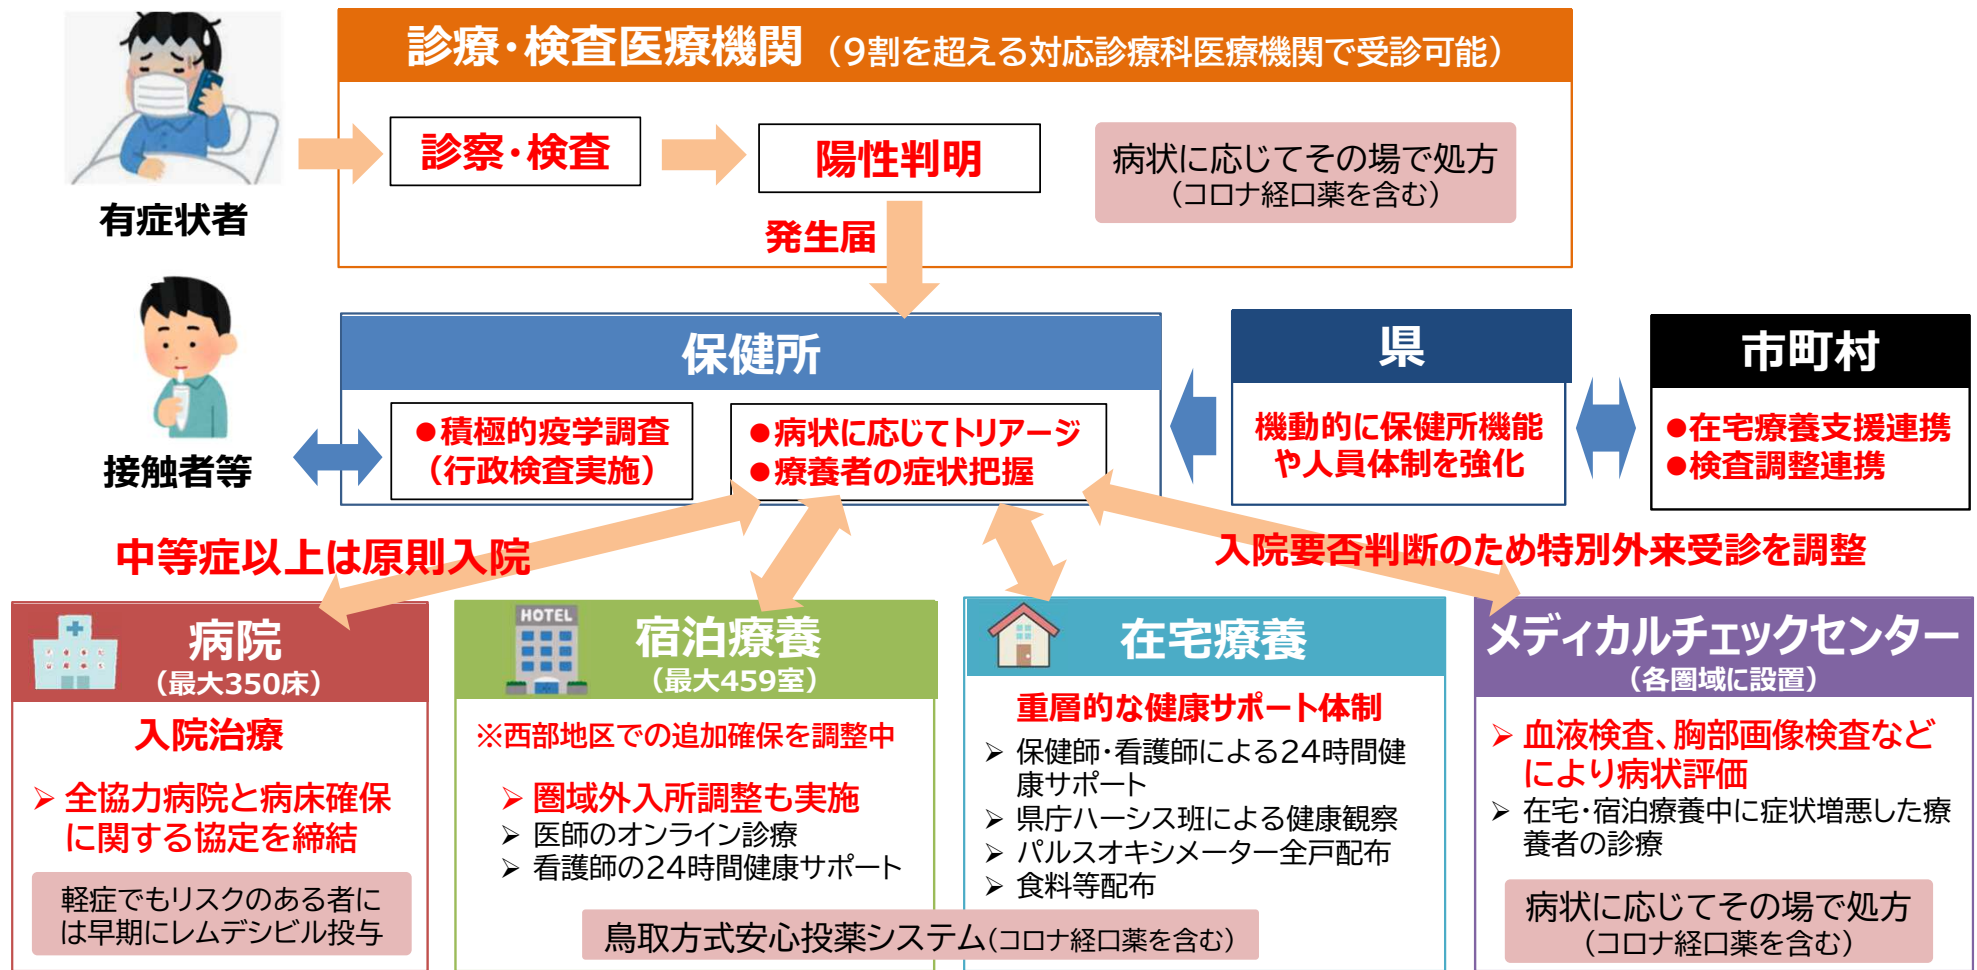 診療・検査医療機関（9割を超える対応診療科医療機関で受診可能）
診察・検査
陽性判明
病状に応じてその場で処方
（コロナ経口薬を含む）
有症状者
発生届
接触者等
保健所
●積極的疫学調査
（行政検査実施）
●病状に応じてトリアージ
●療養者の症状把握
県
機動的に保健所機能
や人員体制を強化
市町村
●在宅療養支援連携
●検査調整連携
中等症以上は原則入院
入院要否判断のため特別外来受診を調整
病院
（最大350床）
入院治療
➢ 全協力病院と病床確保
に関する協定を締結
軽症でもリスクのある者に
は早期にレムデシビル投与
HOTEL
宿泊療養
（最大459室）
※西部地区での追加確保を調整中
➢ 圏域外入所調整も実施
➢ 医師のオンライン診療
➢ 看護師の24時間健康サポート
在宅療養
重層的な健康サポート体制
➢ 保健師・看護師による24時間健
康サポート
➢ 県庁ハーシス班による健康観察
➢ パルスオキシメーター全戸配布
➢ 食料等配布
鳥取方式安心投薬システム（コロナ経口薬を含む）
メディカルチェックセンター
（各圏域に設置）
➢ 血液検査、胸部画像検査など
により病状評価
➢ 在宅・宿泊療養中に症状増悪した療
養者の診療
病状に応じてその場で処方
（コロナ経口薬を含む）